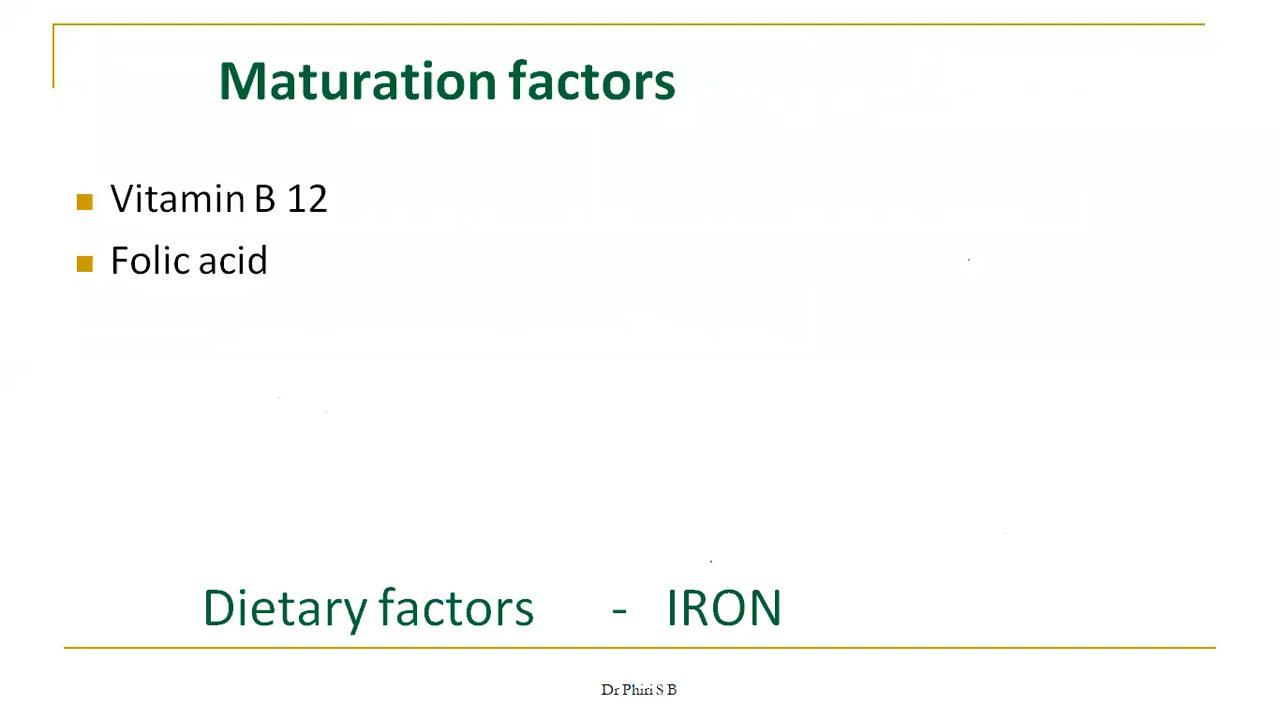 Maturation factors
Vitamin B 12
Folic acid
Dietary factors - IRON
Dr Phiri S B